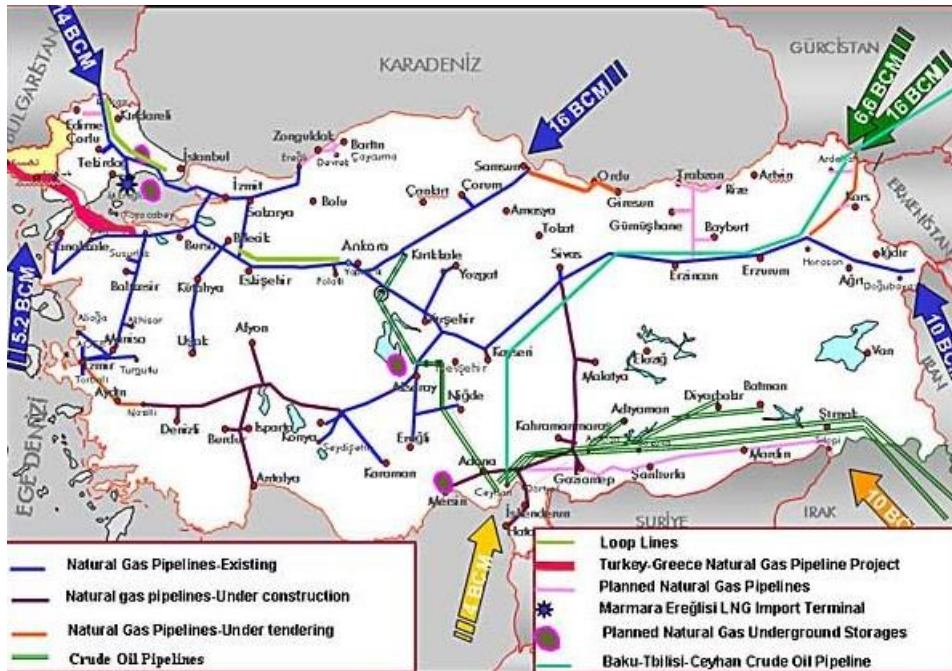 14 BCM
BULGARİSTAN
KARADENİZ
GÜRCİSTAN
6,6 BCM
16 BCM
16 BCM
ERMENİSTAN
Kırklareli
Edirne
Çorlu
Tekirdağ
İstanbul
Zonguldak
Bartın
Ereğli
Devrek
Çaycuma
Samsun
Ordu
Giresun
Trabzon
Rize
Artvin
Kars
İzmit
Sakarya
Bolu
Çankırı
Çorum
Amasya
Tokat
Gümüşhane
Bayburt
Çanakkale
Susurluk
Bursa
Bilecik
Eskişehir
Ankara
Polatlı
Kırıkkale
Yozgat
Sivas
Erzincan
Erzurum
Horasan
Iğdır
Ağrı
Balıkesir
Kütahya
Aliağa
Akhisar
Manisa
Turgutlu
İzmir
Torbalı
Uşak
Afyon
Kırşehir
Nevşehir
Kayseri
Malatya
Elazığ
Van
5.2 BCM
İRAN
Aydın
Nazilli
Denizli
Isparta
Burdur
Konya
Seydişehir
Aksaray
Niğde
Ereğli
Karaman
Antalya
Mersin
Adana
Ceyhan
Kahramanmaraş
Adıyaman
Diyarbakır
Batman
Şırnak
Silopi
Mardin
Şanlıurfa
Gaziantep
İskenderun
EGE DENİZİ
4 BCM
SURİYE
IRAK
Natural Gas Pipelines-Existing
Natural gas pipelines-Under construction
Natural Gas Pipelines-Under tendering
Crude Oil Pipelines
Loop Lines
Turkey-Greece Natural Gas Pipeline Project
Planned Natural Gas Pipelines
Marmara Ereğlisi LNG Import Terminal
Planned Natural Gas Underground Storages
Baku-Tbilisi-Ceyhan Crude Oil Pipeline